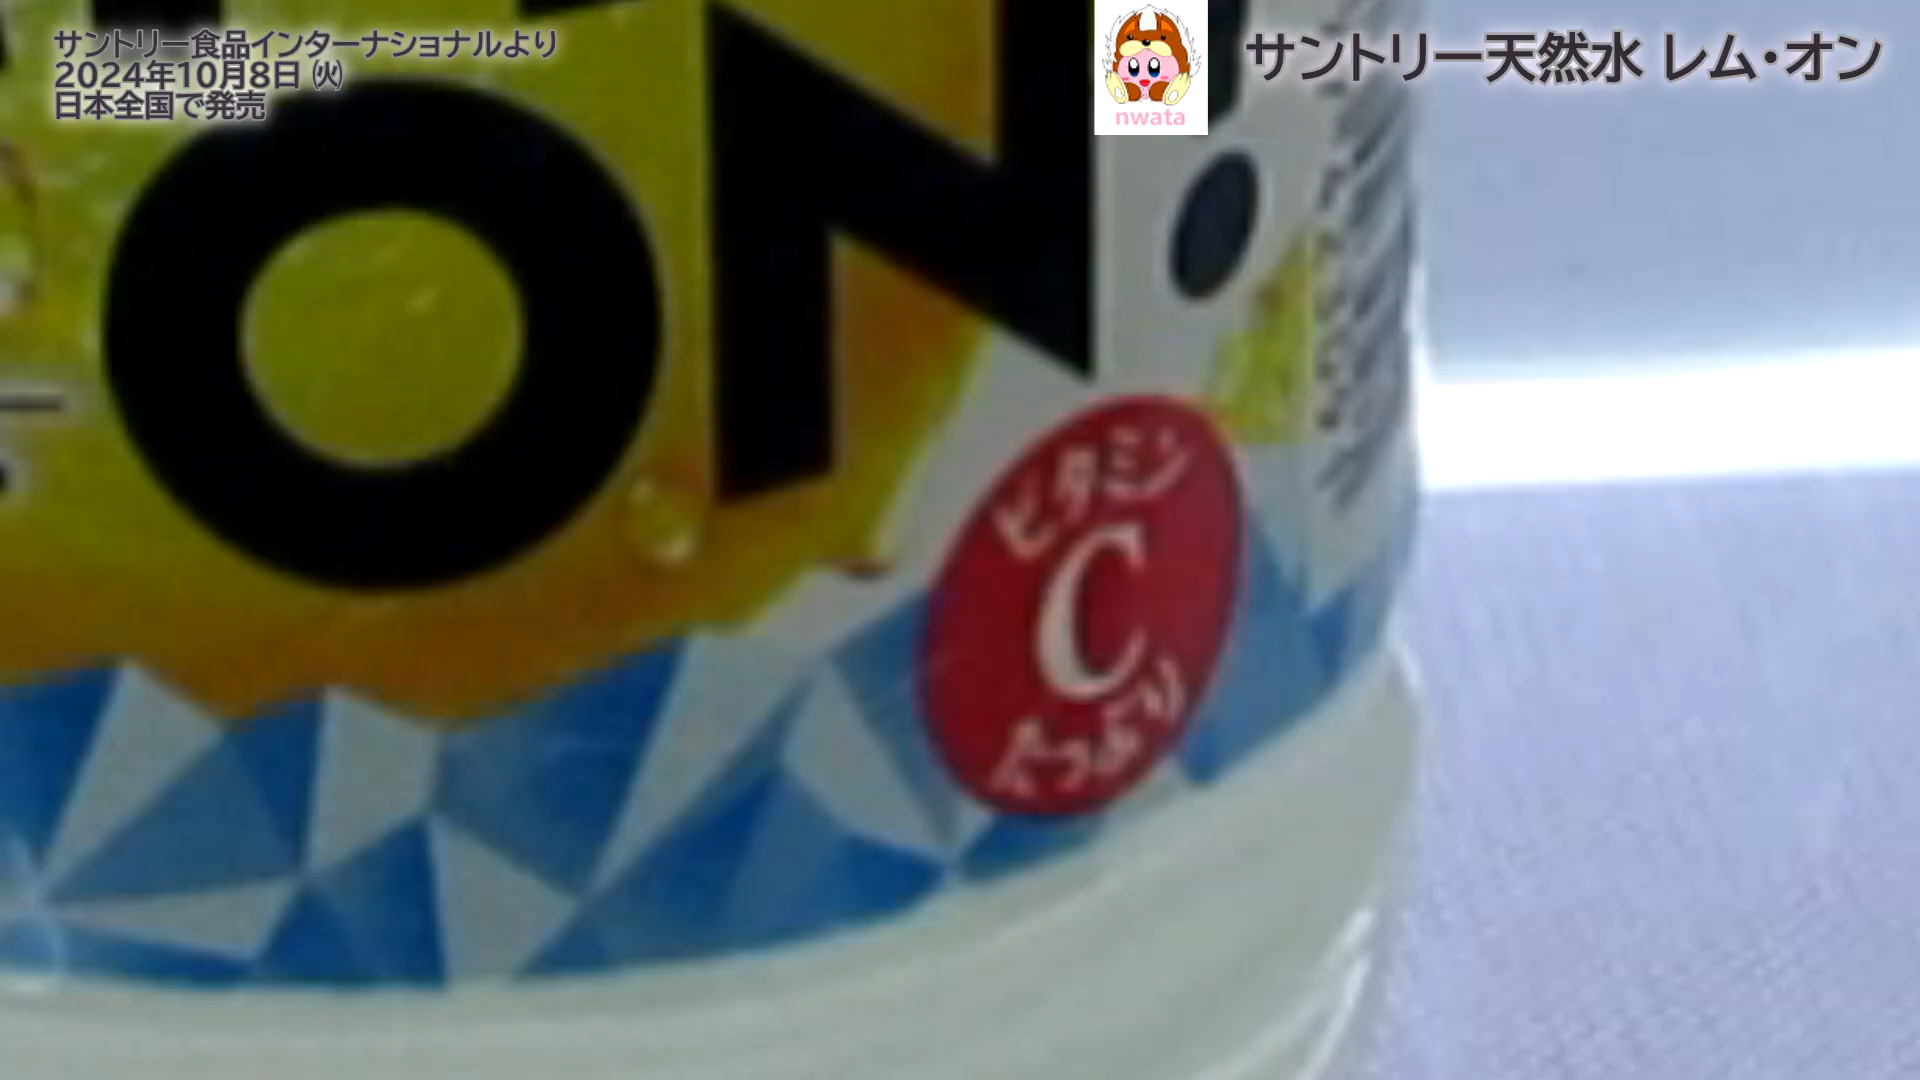 サントリー食品インターナショナルより
2024年10月8日 ㈫
日本全国で発売
nwata
サントリー天然水 レム・オン
ON
ビタミン
C
たっぷり